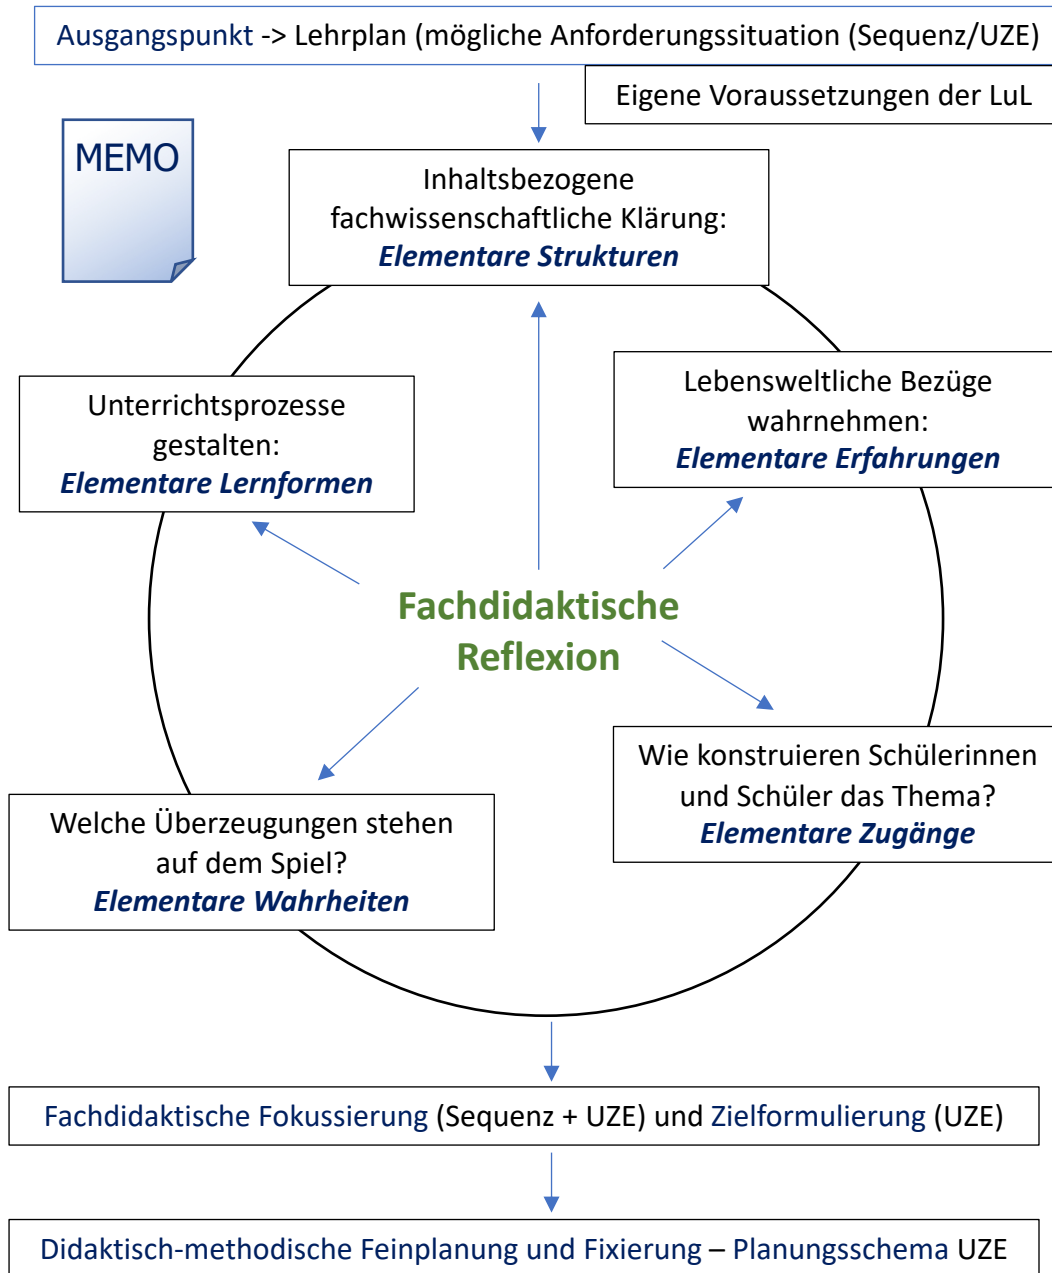 Ausgangspunkt -> Lehrplan (mögliche Anforderungssituation (Sequenz/UZE)
Eigene Voraussetzungen der LuL
MEMO
Inhaltsbezogene
fachwissenschaftliche Klärung:
Elementare Strukturen
Unterrichtsprozesse
gestalten:
Elementare Lernformen
Lebensweltliche Bezüge
wahrnehmen:
Elementare Erfahrungen
Fachdidaktische
Reflexion
Wie konstruieren Schülerinnen
und Schüler das Thema?
Elementare Zugänge
Welche Überzeugungen stehen
auf dem Spiel?
Elementare Wahrheiten
Fachdidaktische Fokussierung (Sequenz + UZE) und Zielformulierung (UZE)
Didaktisch-methodische Feinplanung und Fixierung – Planungsschema UZE